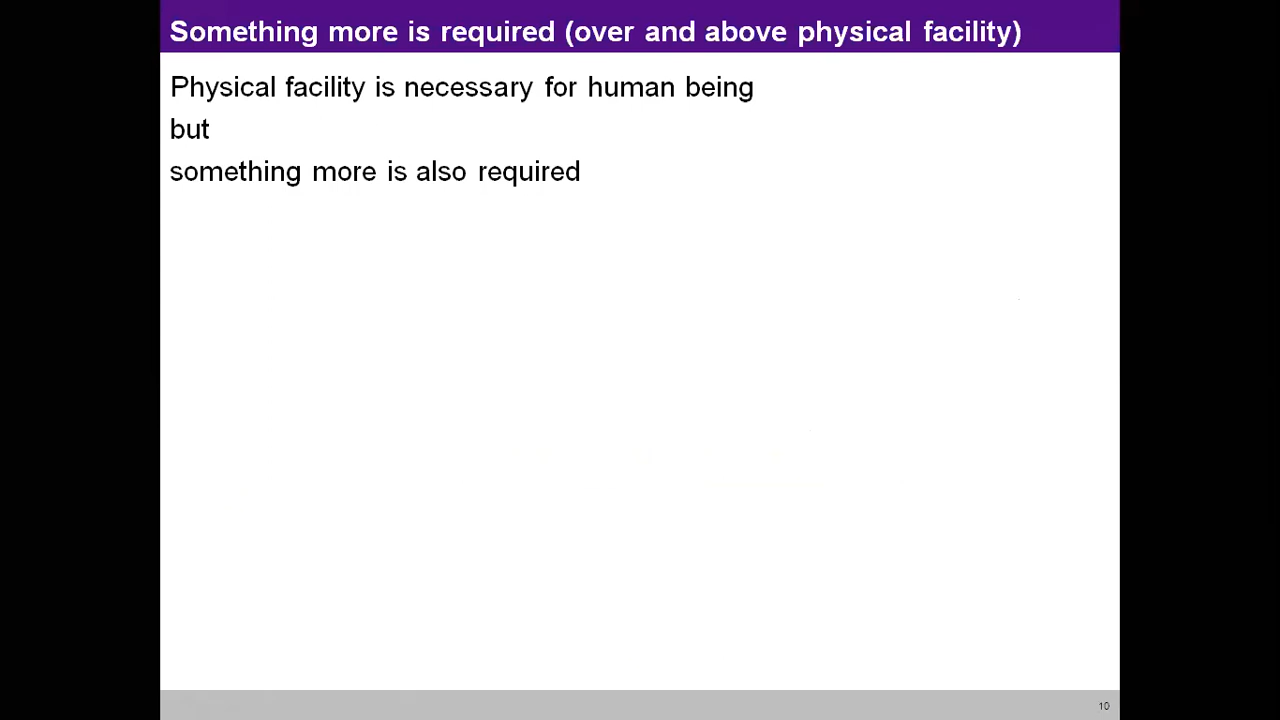 Something more is required (over and above physical facility)
Physical facility is necessary for human being
but
something more is also required
10